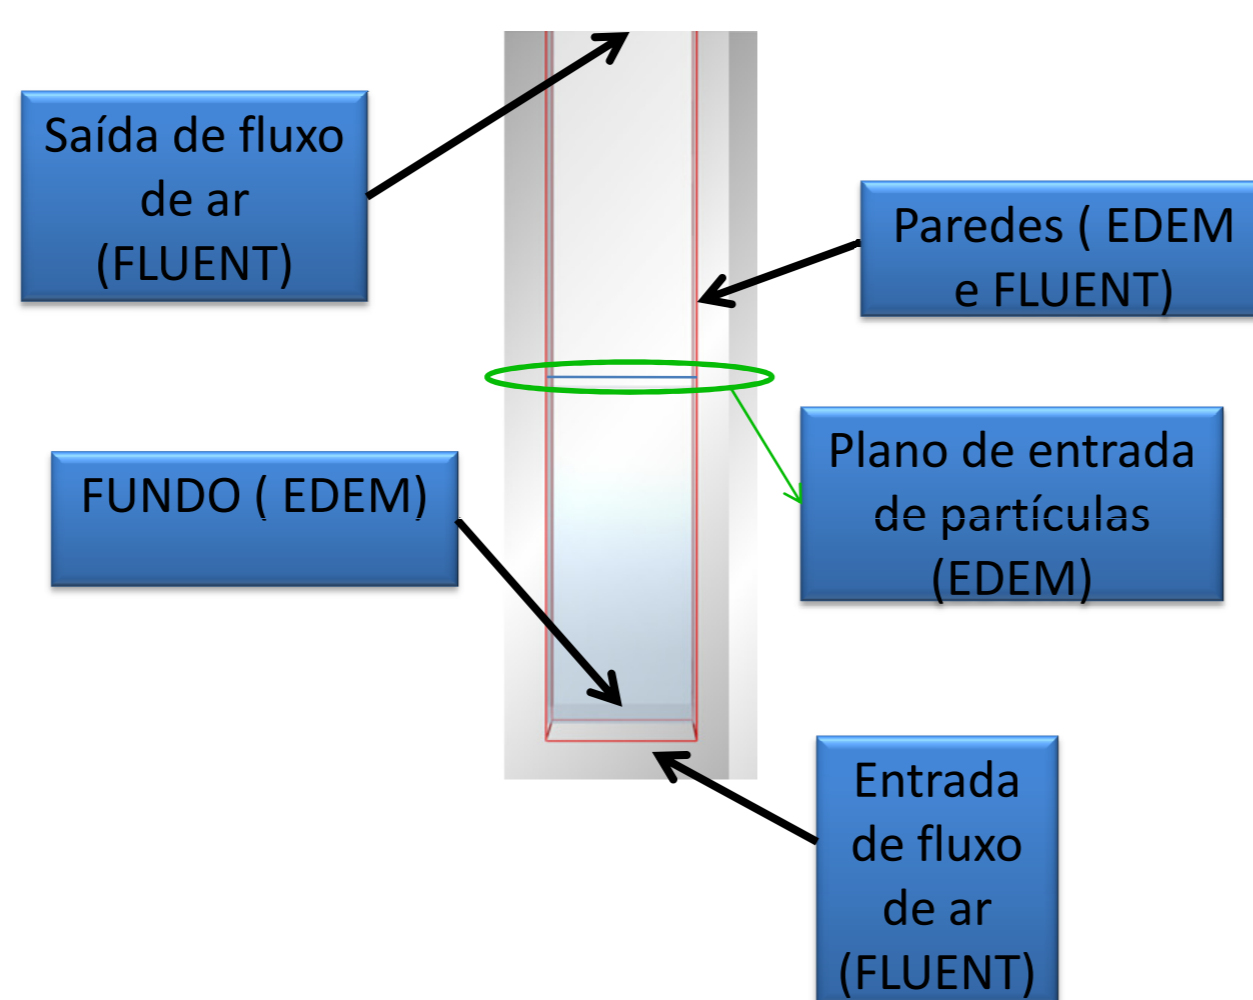 Saída de fluxo
de ar
(FLUENT)
Paredes ( EDEM
e FLUENT)
Plano de entrada
de partículas
(EDEM)
FUNDO ( EDEM)
Entrada
de fluxo
de ar
(FLUENT)